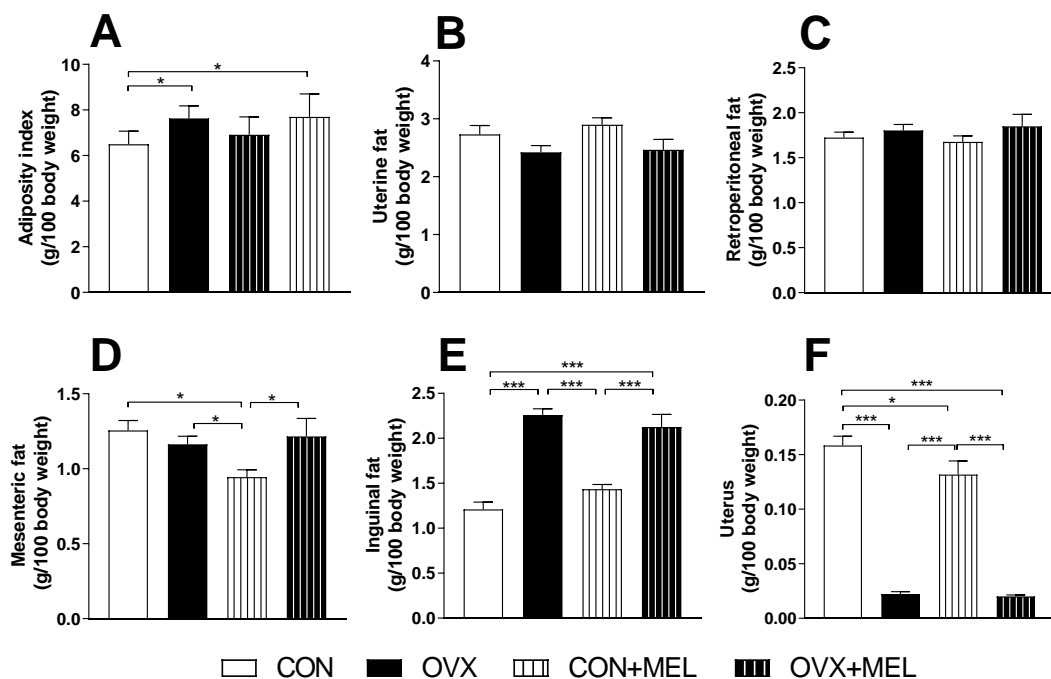 A
Adiposity index
(g/100 body weight)
10
8
6
4
2
0
*
*
B
Uterine fat
(g/100 body weight)
4
3
2
1
0
C
Retroperitoneal fat
(g/100 body weight)
2.5
2.0
1.5
1.0
0.5
0.0
D
Mesenteric fat
(g/100 body weight)
1.5
1.0
0.5
0.0
*
*
*
E
Inguinal fat
(g/100 body weight)
2.5
2.0
1.5
1.0
0.5
0.0
***
*** *** ***
F
Uterus
(g/100 body weight)
0.20
0.15
0.10
0.05
0.00
***
*
***
*** ***
CON OVX CON+MEL OVX+MEL